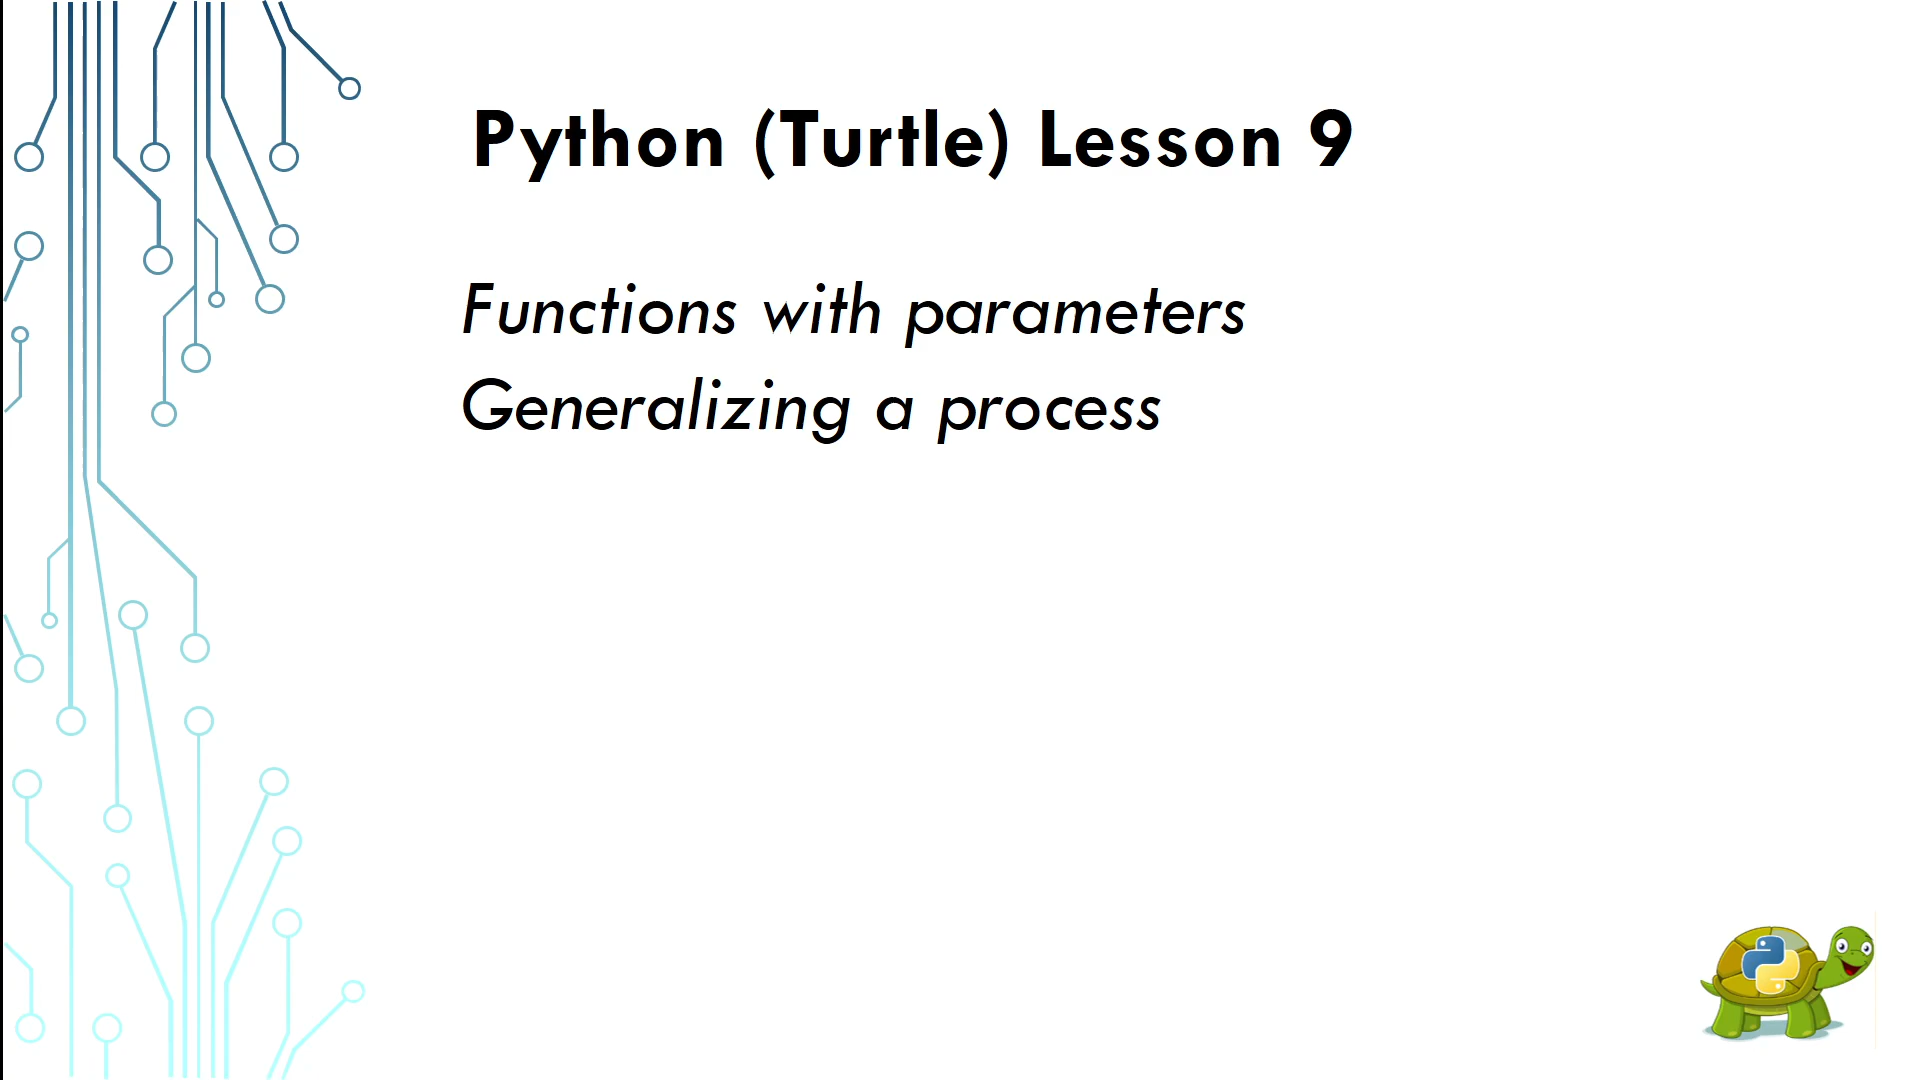 Python (Turtle) Lesson 9
Functions with parameters
Generalizing a process